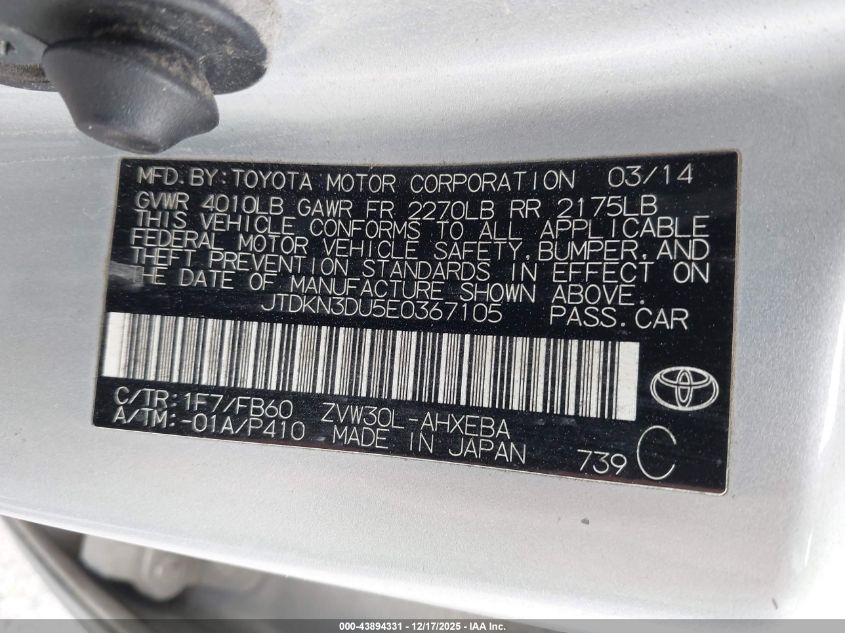 MFD. BY: TOYOTA MOTOR CORPORATION 03/14
GVWR 4010LB GAWR FR 2270LB RR 2175LB
THIS VEHICLE CONFORMS TO ALL APPLICABLE
FEDERAL MOTOR VEHICLE SAFETY, BUMPER, AND
THEFT PREVENTION STANDARDS IN EFFECT ON
THE DATE OF MANUFACTURE SHOWN ABOVE.
JTDKN3DU5E0367105 PASS. CAR
C/TR: 1F7/FB60 ZVW30L-AHXEBA
A/TM: -01A/P410 MADE IN JAPAN 739 C
000-43894331 | 12/17/2025 - IAA Inc.